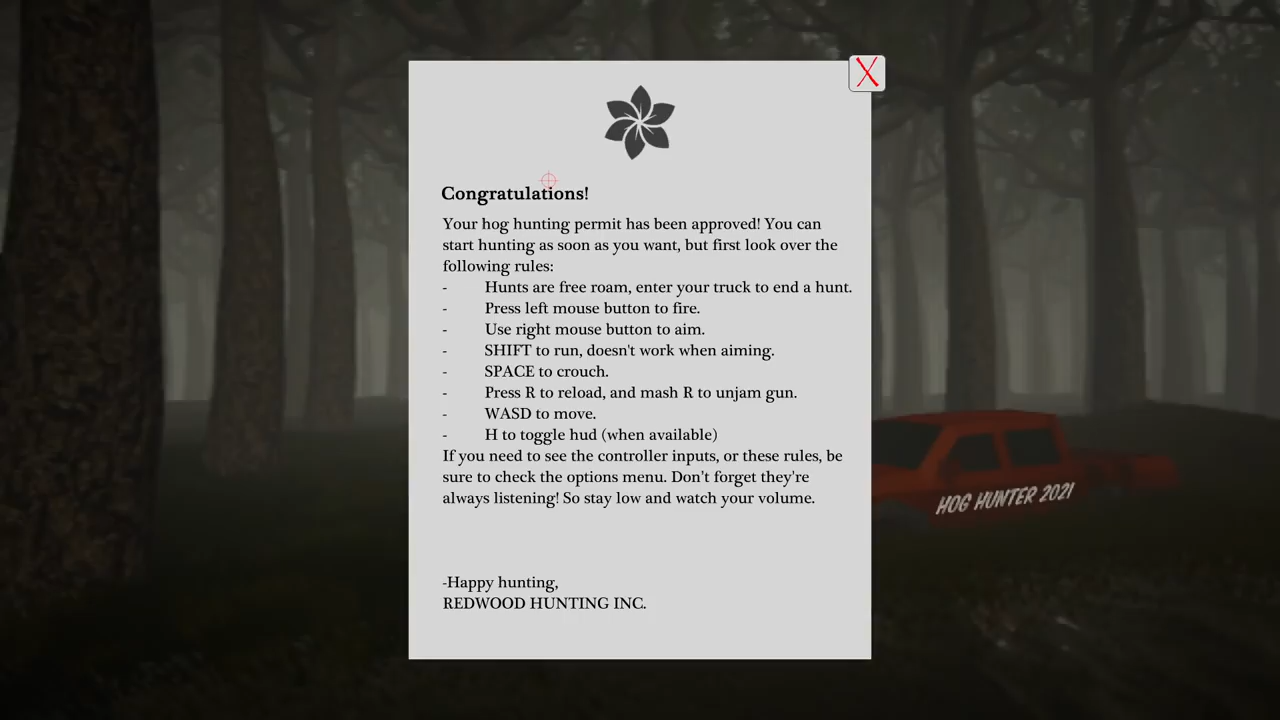 X
Congratulations!
Your hog hunting permit has been approved! You can
start hunting as soon as you want, but first look over the
following rules:
- Hunts are free roam, enter your truck to end a hunt.
- Press left mouse button to fire.
- Use right mouse button to aim.
- SHIFT to run, doesn't work when aiming.
- SPACE to crouch.
- Press R to reload, and mash R to unjam gun.
- WASD to move.
- H to toggle hud (when available)
If you need to see the controller inputs, or these rules, be
sure to check the options menu. Don't forget they're
always listening! So stay low and watch your volume.
-Happy hunting,
REDWOOD HUNTING INC.
HOG HUNTER 2021